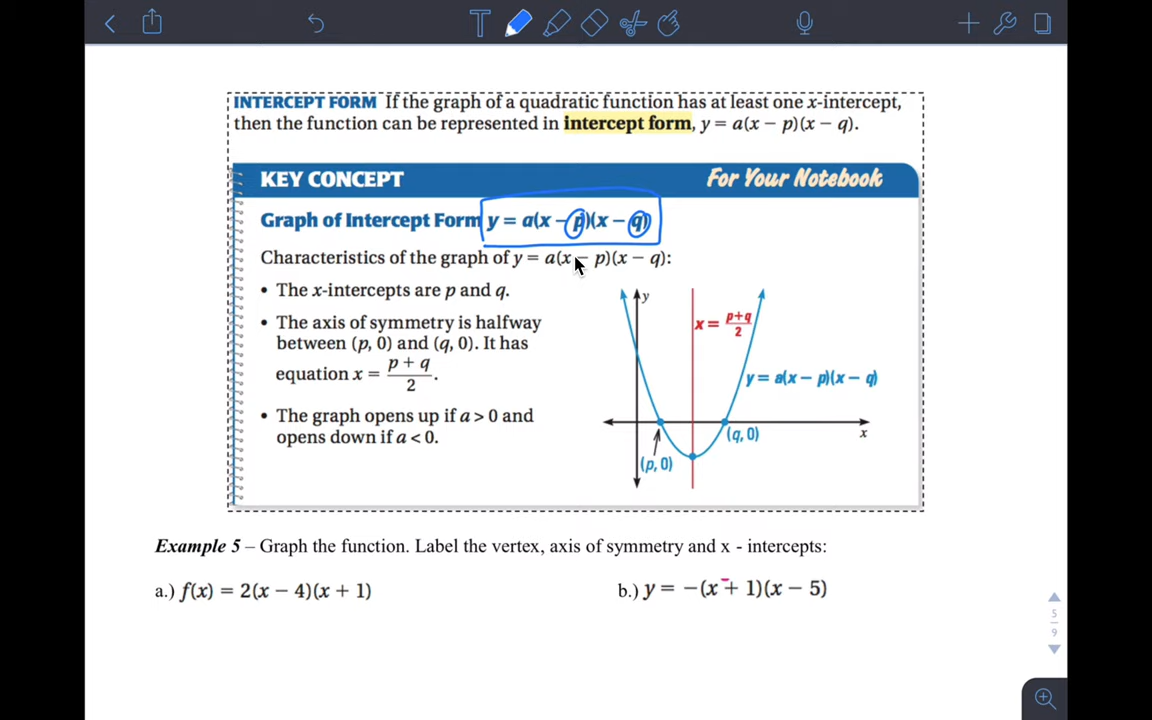 INTERCEPT FORM If the graph of a quadratic function has at least one x-intercept,
then the function can be represented in intercept form, y = a(x − p)(x − q).
KEY CONCEPT For Your Notebook
Graph of Intercept Form y = a(x − p)(x − q)
Characteristics of the graph of y = a(x − p)(x − q):
• The x-intercepts are p and q.
• The axis of symmetry is halfway
between (p, 0) and (q, 0). It has
equation x = p + q / 2.
• The graph opens up if a > 0 and
opens down if a < 0.
y
x = p+q / 2
y = a(x − p)(x − q)
(q, 0)
x
(p, 0)
Example 5 – Graph the function. Label the vertex, axis of symmetry and x - intercepts:
a.) f(x) = 2(x − 4)(x + 1)
b.) y = −(x + 1)(x − 5)
5
9